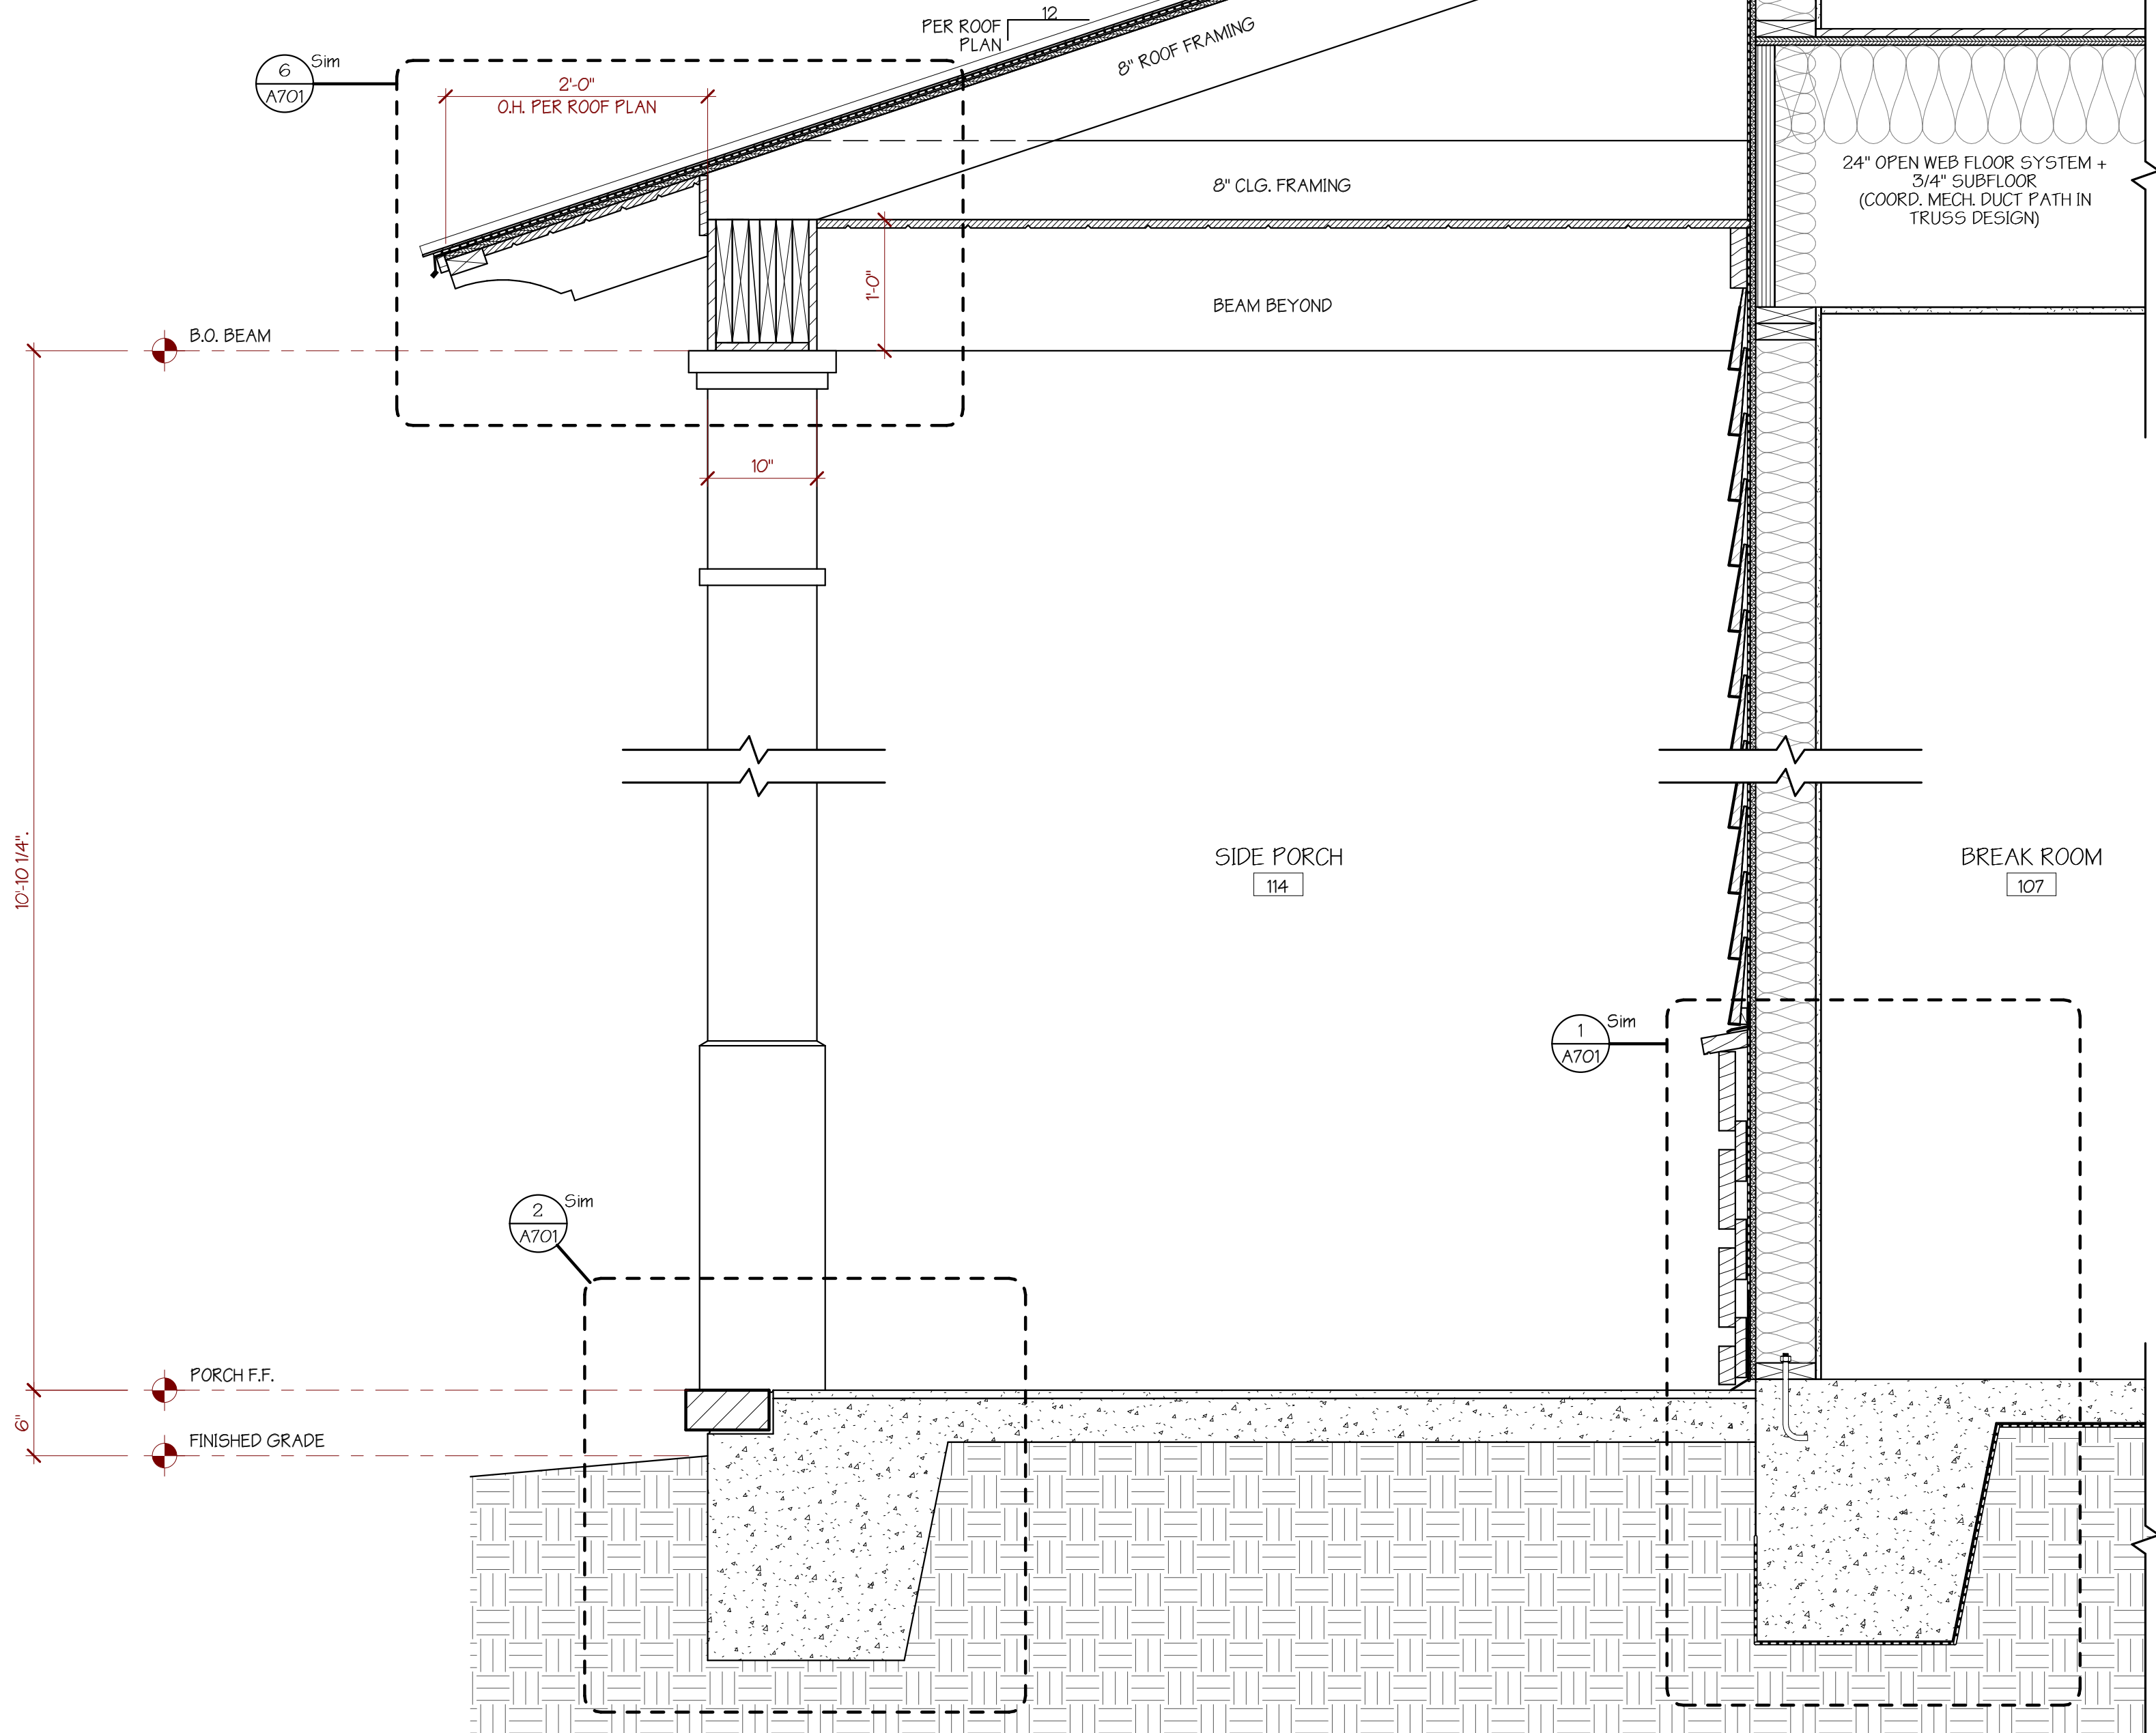 12
PER ROOF
PLAN
8" ROOF FRAMING
6
A701
Sim
2'-0"
O.H. PER ROOF PLAN
24" OPEN WEB FLOOR SYSTEM +
3/4" SUBFLOOR
(COORD. MECH. DUCT PATH IN
TRUSS DESIGN)
8" CLG. FRAMING
1'-0"
BEAM BEYOND
B.O. BEAM
10"
10'-10 1/4".
SIDE PORCH
114
BREAK ROOM
107
1
A701
Sim
2
A701
Sim
PORCH F.F.
6"
FINISHED GRADE